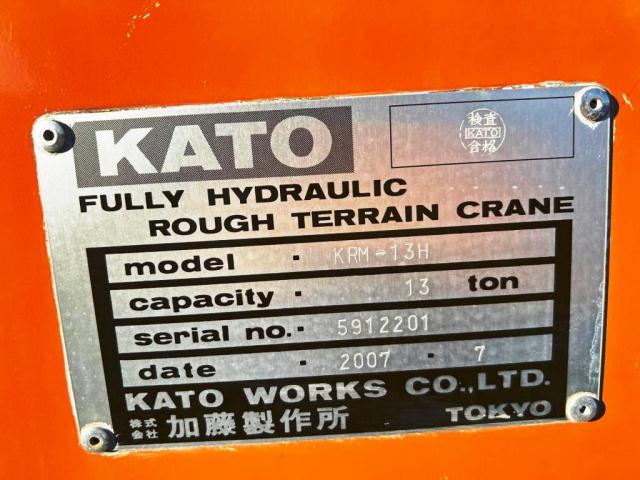 KATO
検査
KATO
合格
FULLY HYDRAULIC
ROUGH TERRAIN CRANE
model · KRM-13H
capacity · 13 ton
serial no.· 5912201
date · 2007 · 7
KATO WORKS CO.,LTD.
株式会社 加藤製作所 TOKYO